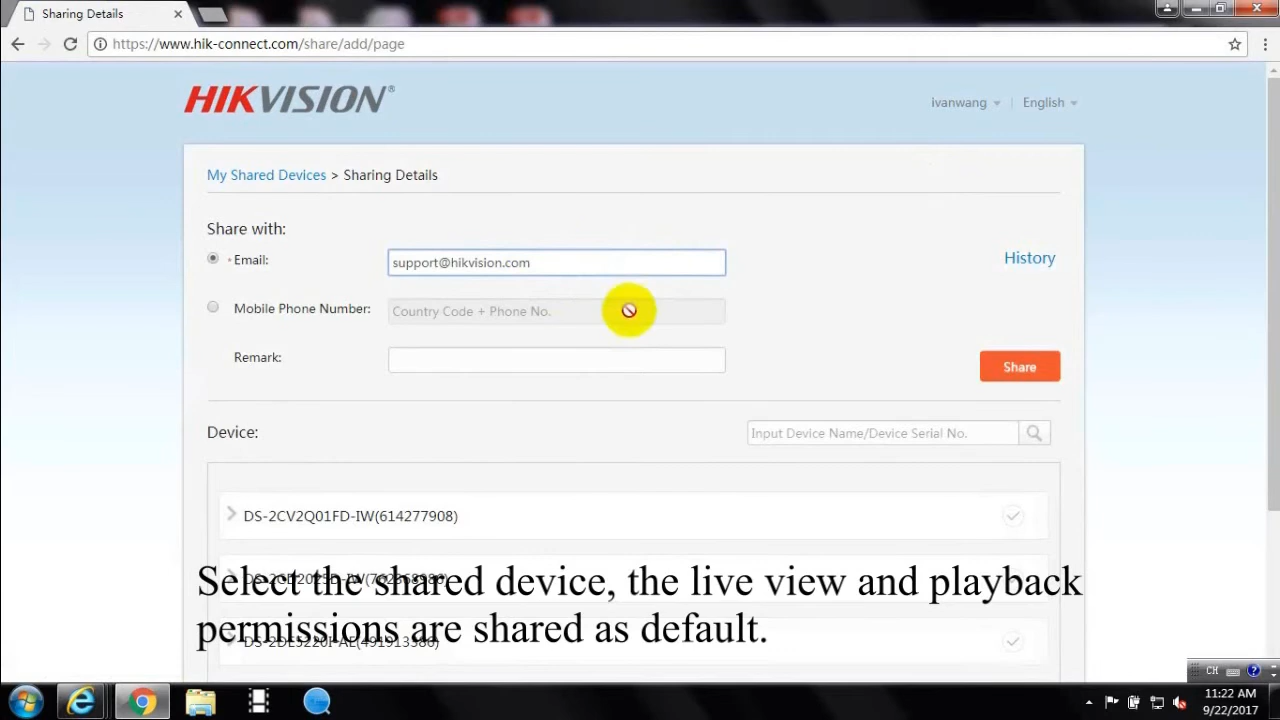 Sharing Details
https://www.hik-connect.com/share/add/page
HIKVISION®
ivanwang | English
My Shared Devices > Sharing Details
Share with:
* Email: support@hikvision.com
History
Mobile Phone Number: Country Code + Phone No.
Remark:
Share
Device:
Input Device Name/Device Serial No.
DS-2CV2Q01FD-IW(614277908)
Select the shared device, the live view and playback
permissions are shared as default.
CH
11:22 AM
9/22/2017